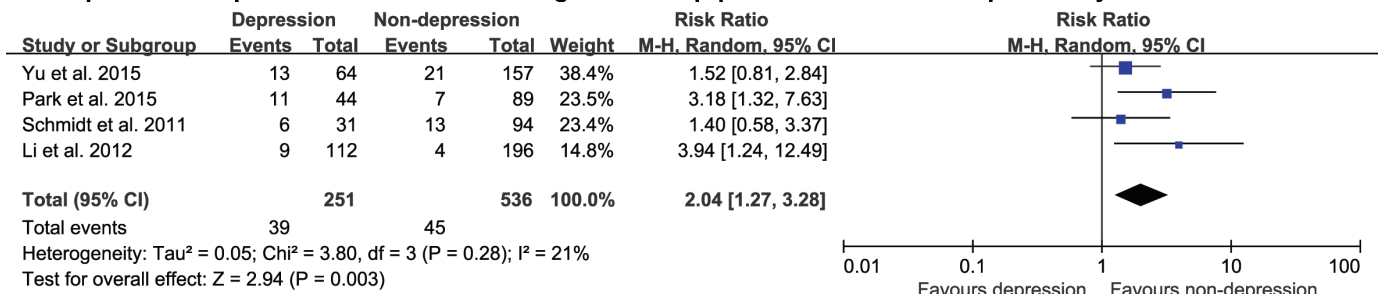 Depression Non-depression Risk Ratio Risk Ratio
Study or Subgroup Events Total Events Total Weight M-H, Random, 95% CI M-H, Random, 95% CI
Yu et al. 2015 13 64 21 157 38.4% 1.52 [0.81, 2.84]
Park et al. 2015 11 44 7 89 23.5% 3.18 [1.32, 7.63]
Schmidt et al. 2011 6 31 13 94 23.4% 1.40 [0.58, 3.37]
Li et al. 2012 9 112 4 196 14.8% 3.94 [1.24, 12.49]
Total (95% CI) 251 536 100.0% 2.04 [1.27, 3.28]
Total events 39 45
Heterogeneity: Tau² = 0.05; Chi² = 3.80, df = 3 (P = 0.28); I² = 21%
Test for overall effect: Z = 2.94 (P = 0.003)
0.01 0.1 1 10 100
Favours depression Favours non-depression